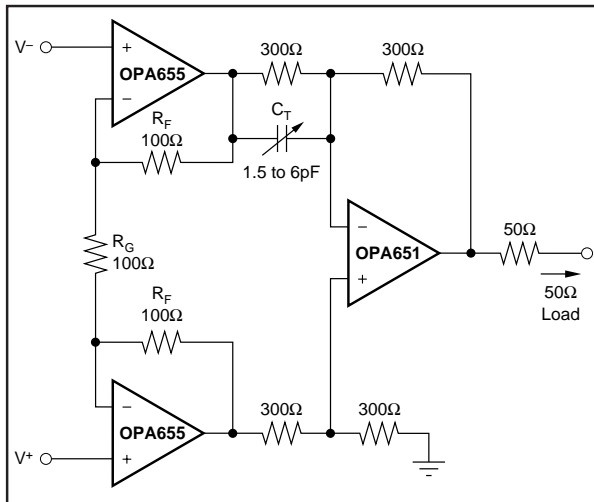 V–
+
OPA655
–
300Ω
300Ω
C_T
1.5 to 6pF
R_F
100Ω
R_G
100Ω
R_F
100Ω
–
OPA651
+
50Ω
50Ω
Load
–
OPA655
+
V+
300Ω
300Ω